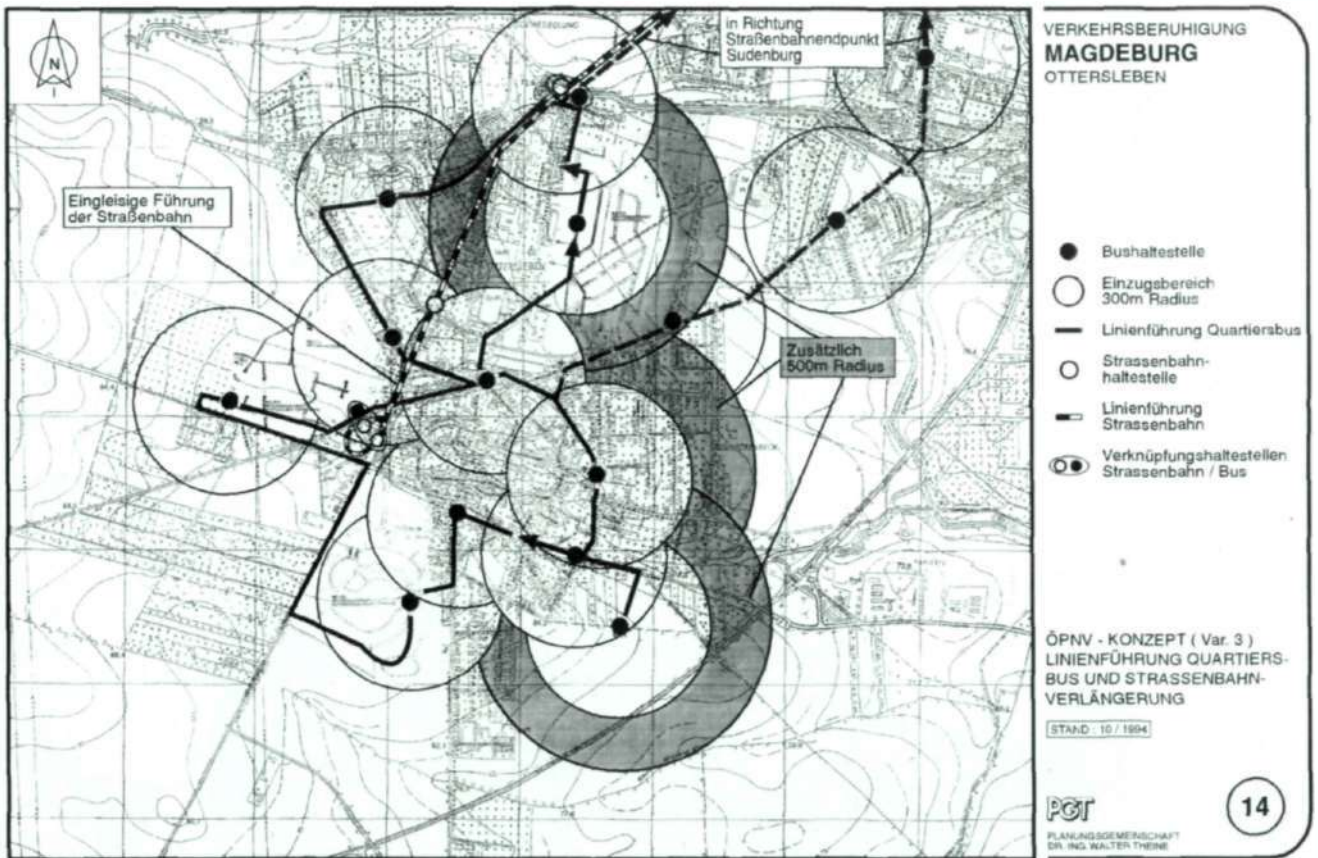 N
in Richtung
Straßenbahnendpunkt
Sudenburg
Eingleisige Führung
der Straßenbahn
Zusätzlich
500m Radius
VERKEHRSBERUHIGUNG
MAGDEBURG
OTTERSLEBEN
Bushaltestelle
Einzugsbereich
300m Radius
Linienführung Quartiersbus
Strassenbahn-
haltestelle
Linienführung
Strassenbahn
Verknüpfungshaltestellen
Strassenbahn / Bus
ÖPNV - KONZEPT ( Var. 3 )
LINIENFÜHRUNG QUARTIERS-
BUS UND STRASSENBAHN-
VERLÄNGERUNG
STAND : 10 / 1994
PGT
14
PLANUNGSGEMEINSCHAFT
DR. ING. WALTER THEINE